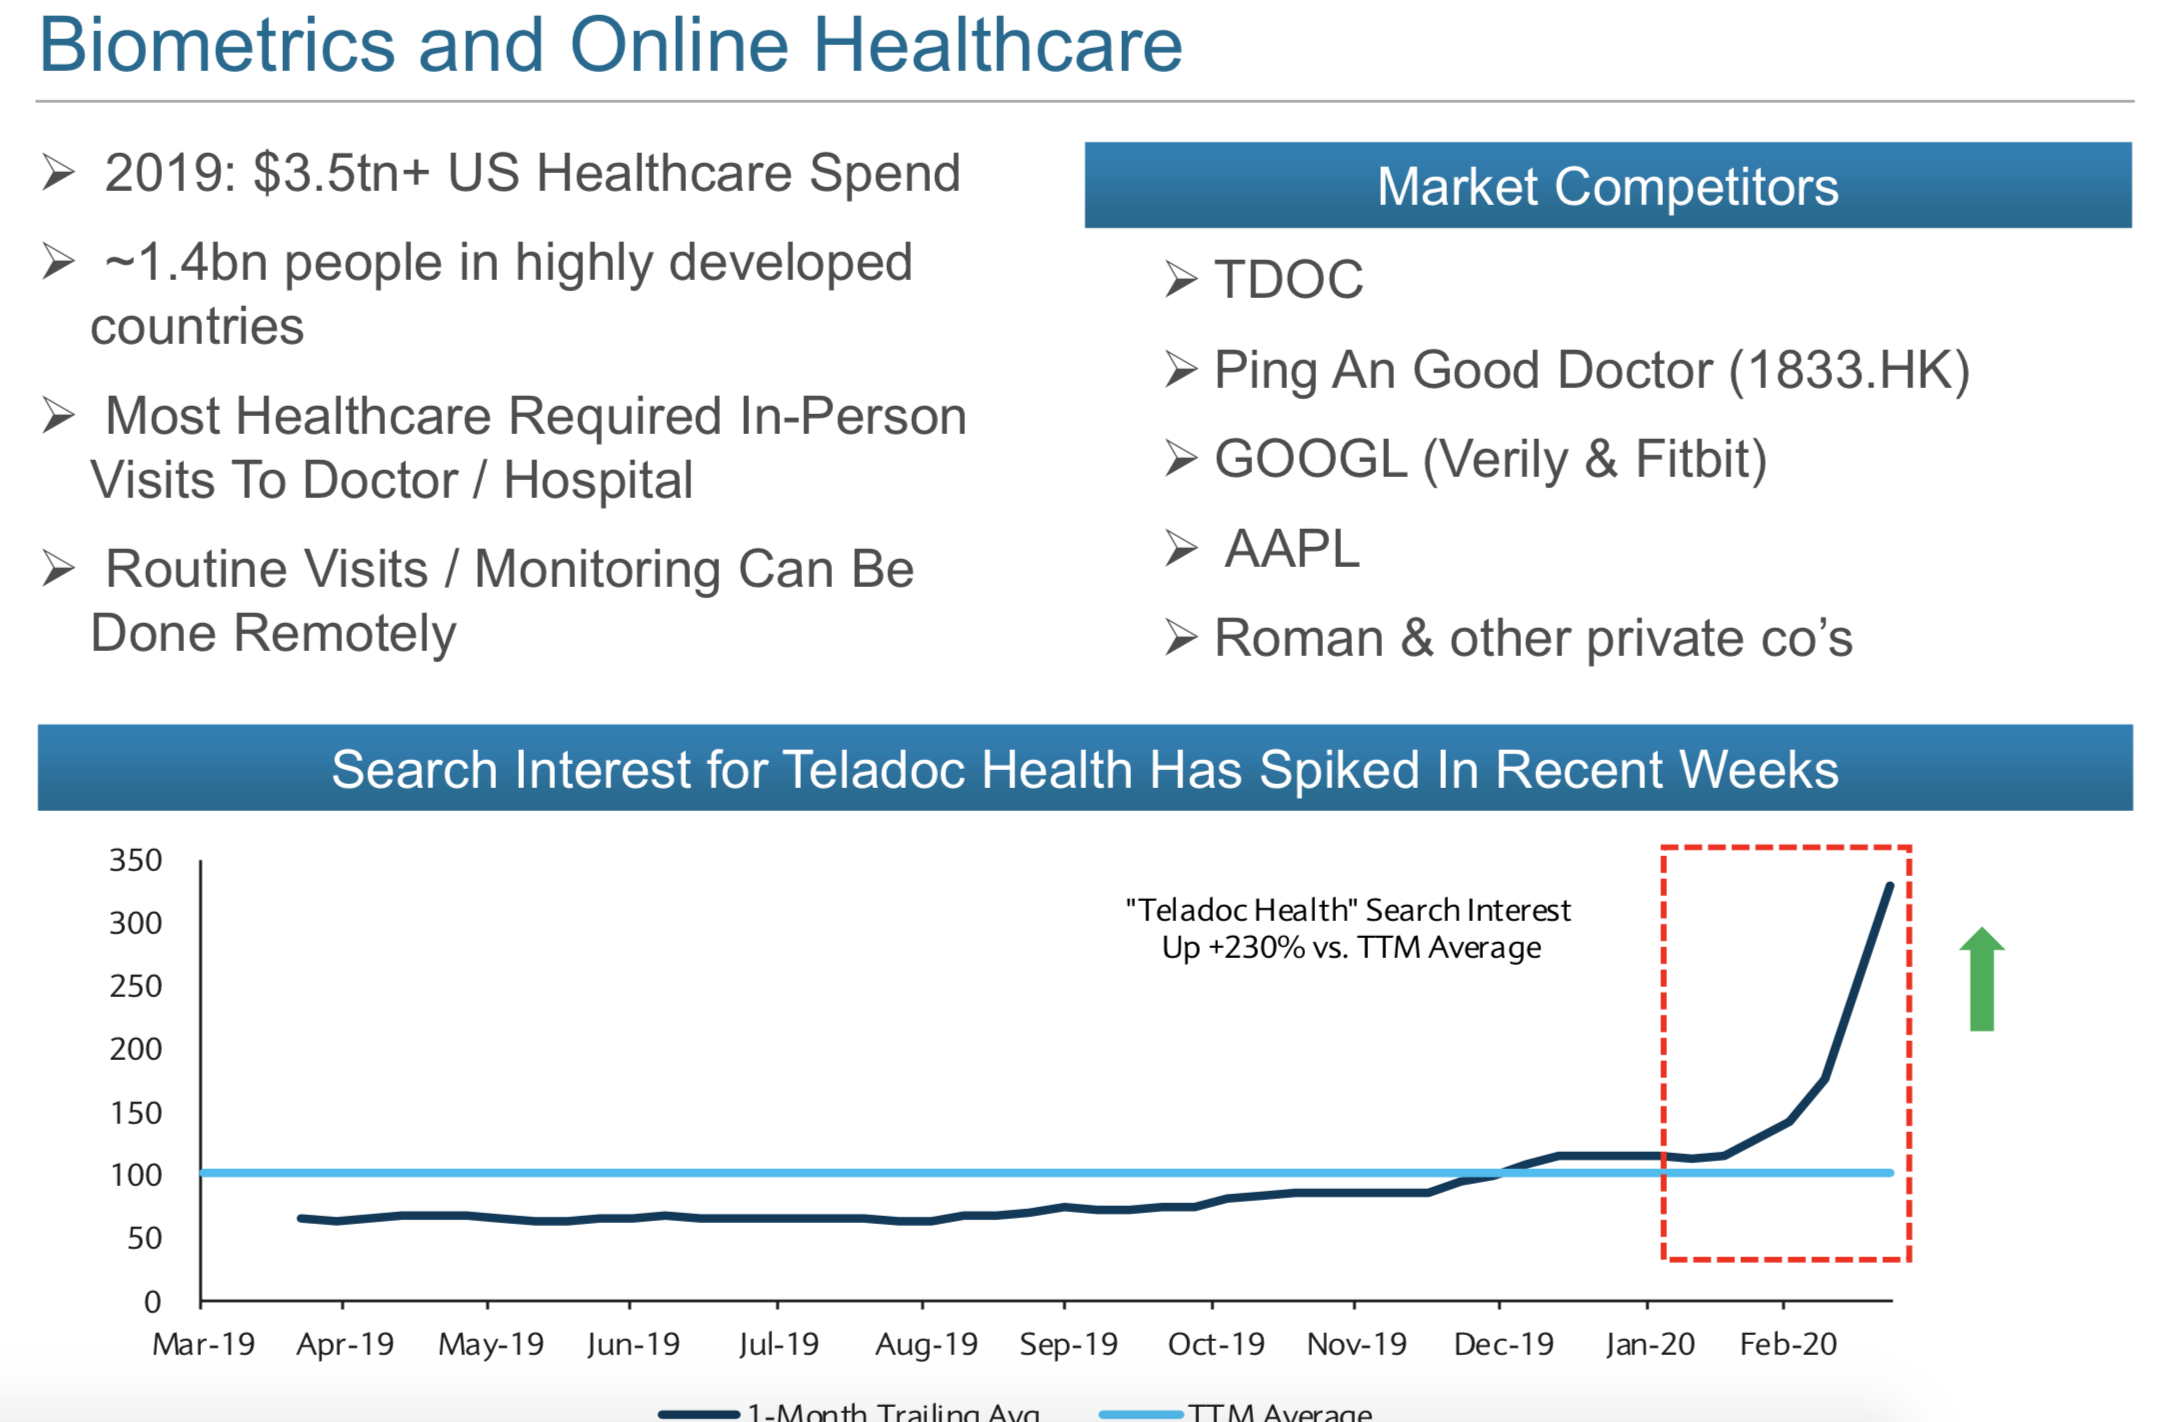 Biometrics and Online Healthcare
➢ 2019: $3.5tn+ US Healthcare Spend
➢ ~1.4bn people in highly developed
countries
➢ Most Healthcare Required In-Person
Visits To Doctor / Hospital
➢ Routine Visits / Monitoring Can Be
Done Remotely
Market Competitors
➢ TDOC
➢ Ping An Good Doctor (1833.HK)
➢ GOOGL (Verily & Fitbit)
➢ AAPL
➢ Roman & other private co’s
Search Interest for Teladoc Health Has Spiked In Recent Weeks
350
300
250
200
150
100
50
0
"Teladoc Health" Search Interest
Up +230% vs. TTM Average
Mar-19 Apr-19 May-19 Jun-19 Jul-19 Aug-19 Sep-19 Oct-19 Nov-19 Dec-19 Jan-20 Feb-20
1-Month Trailing Avg TTM Average